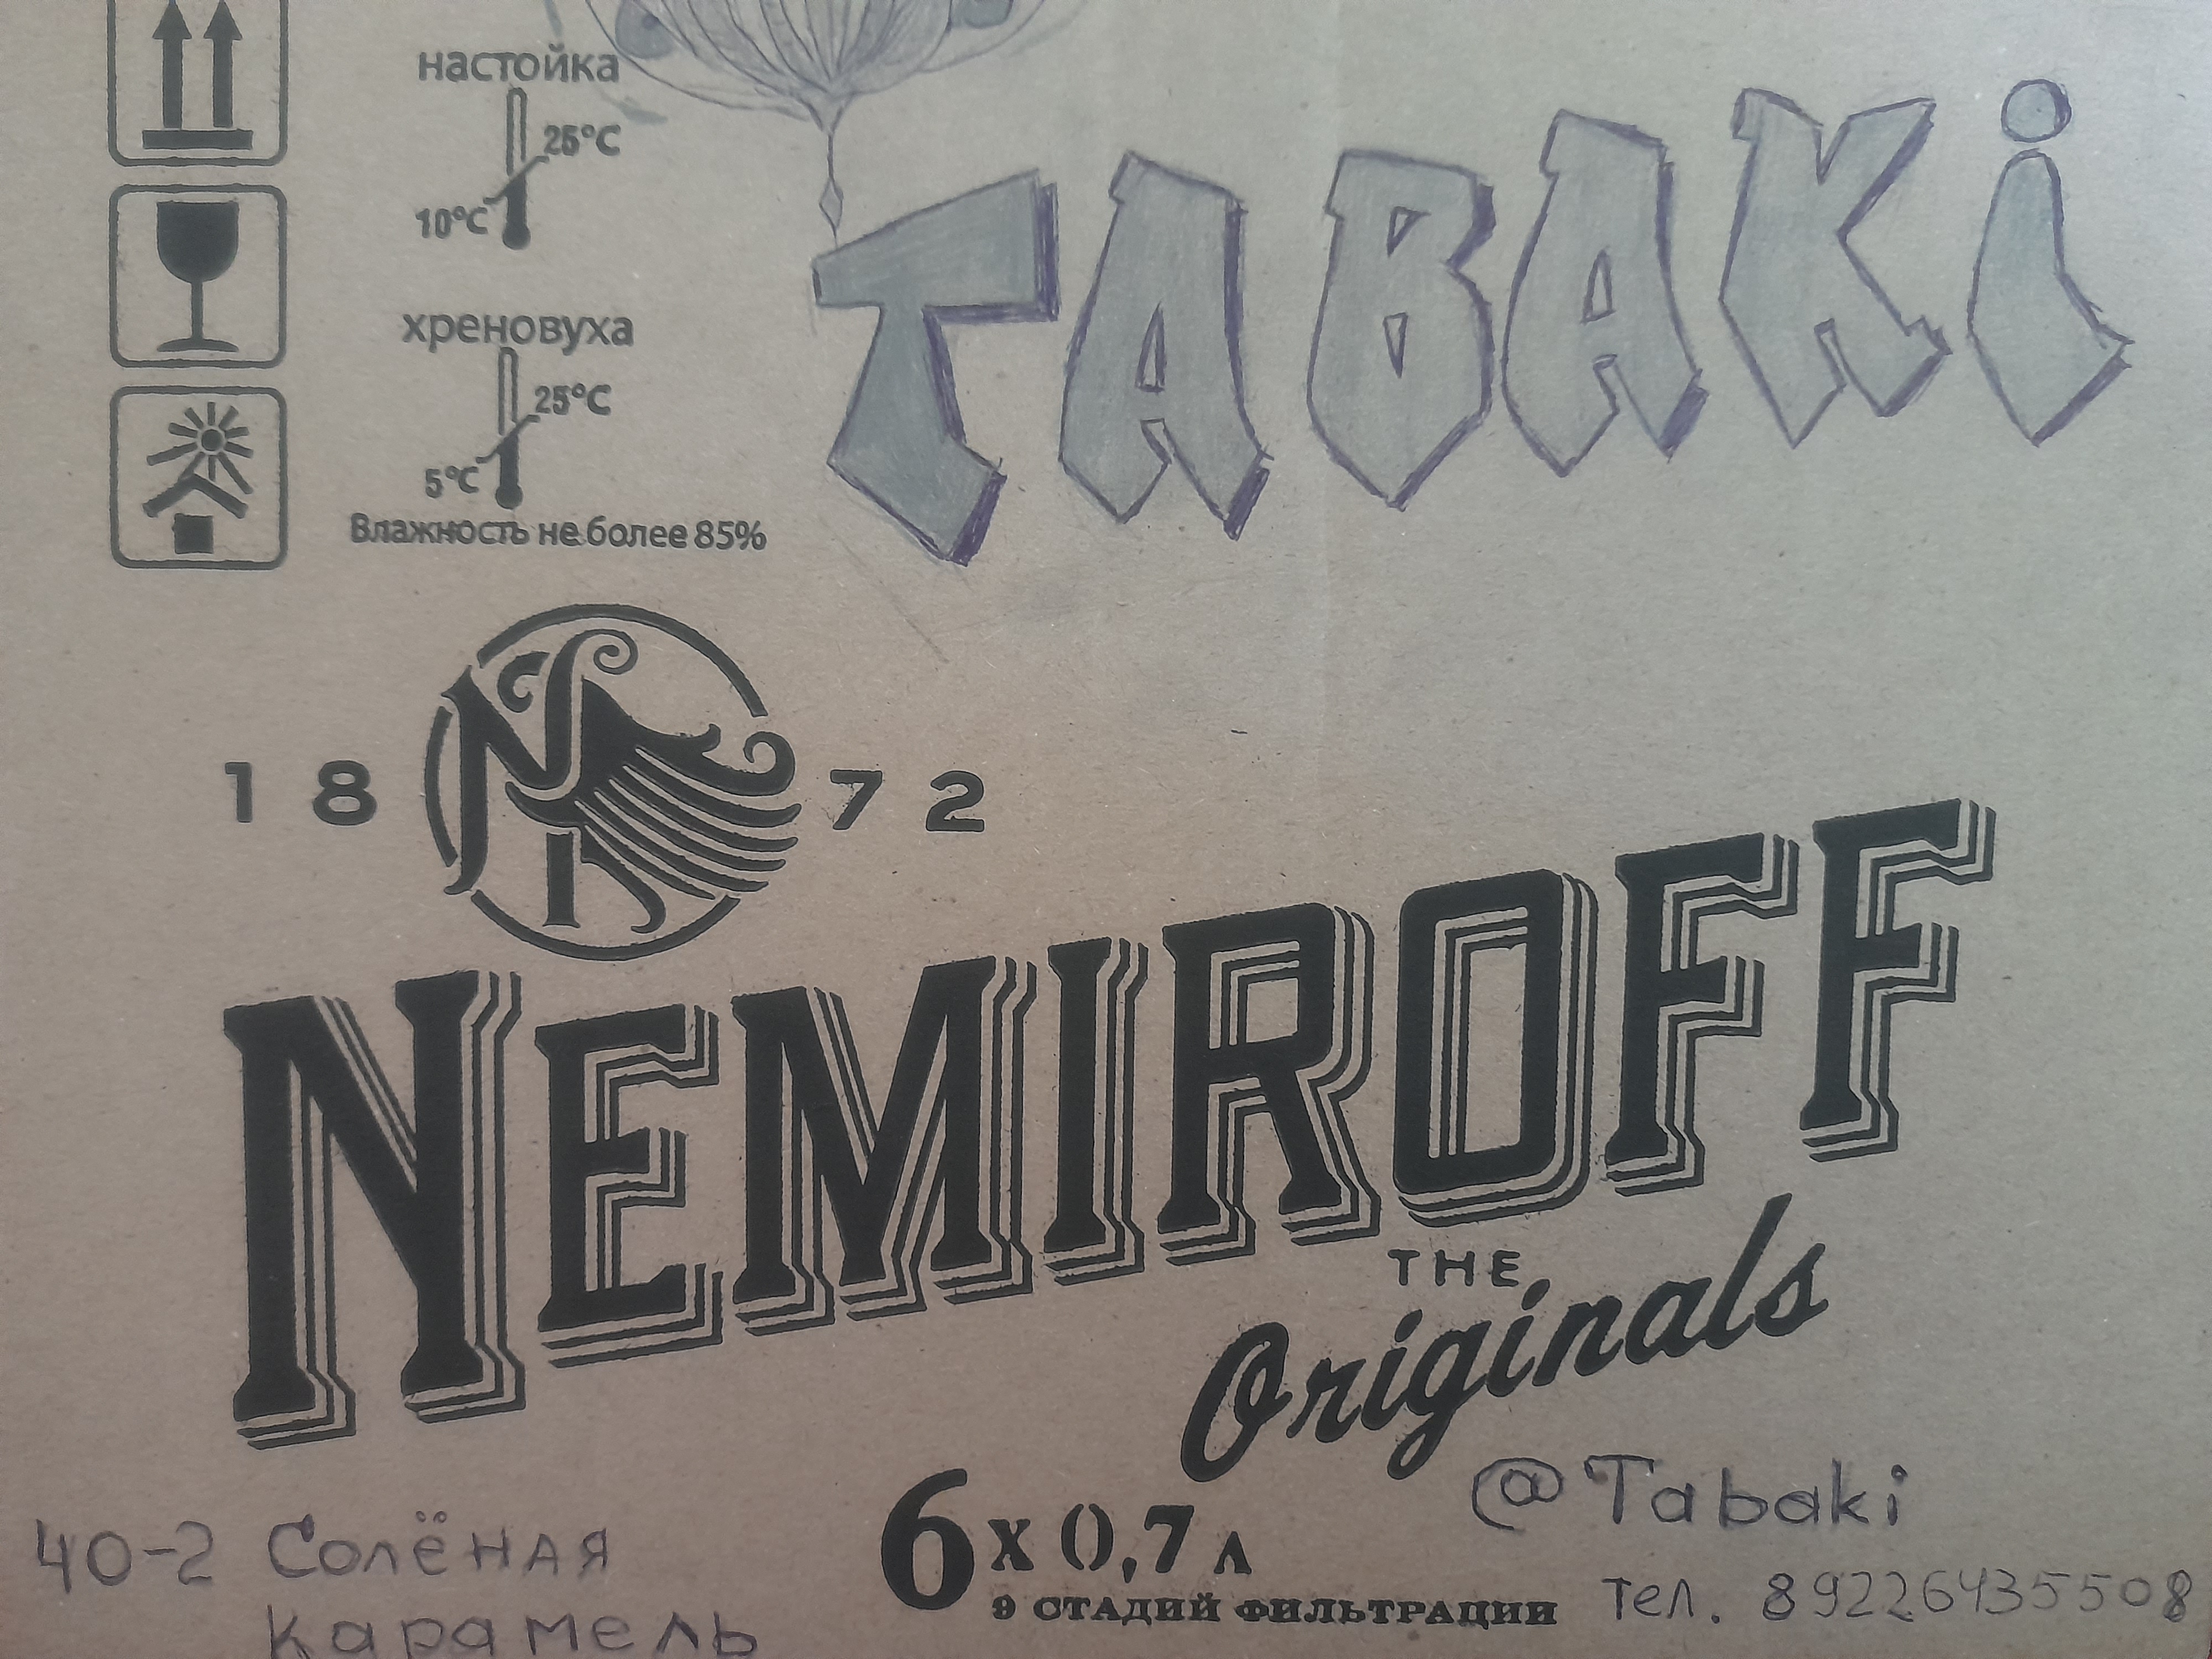 настойка
25°C
10°C
хреновуха
25°C
5°C
Влажность не более 85%
TABAKi
18 72
NEMIROFF
THE
Originals
6 x 0,7 л
9 СТАДИЙ ФИЛЬТРАЦИИ
@Tabaki
тел. 89226435508
40-2 Солёная
карамель